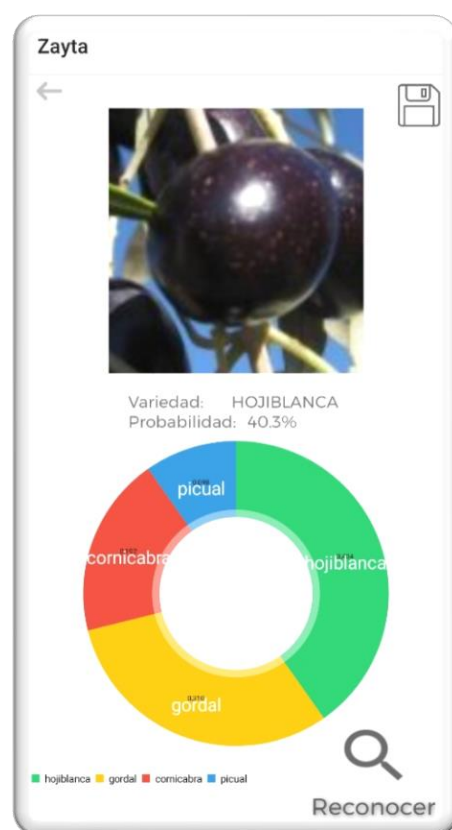 Zayta
Variedad: HOJIBLANCA
Probabilidad: 40.3%
picual
cornicabra
hojiblanca
gordal
hojiblanca gordal cornicabra picual
Reconocer